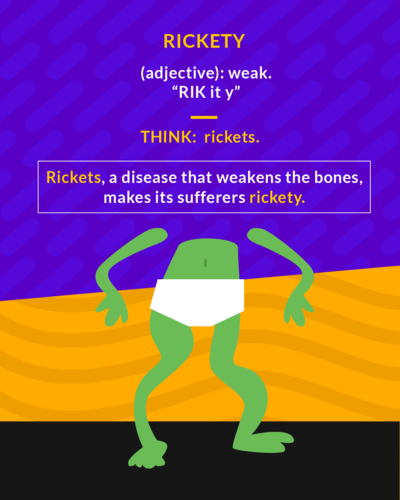 RICKETY
(adjective): weak.
“RIK it y”
THINK: rickets.
Rickets, a disease that weakens the bones,
makes its sufferers rickety.